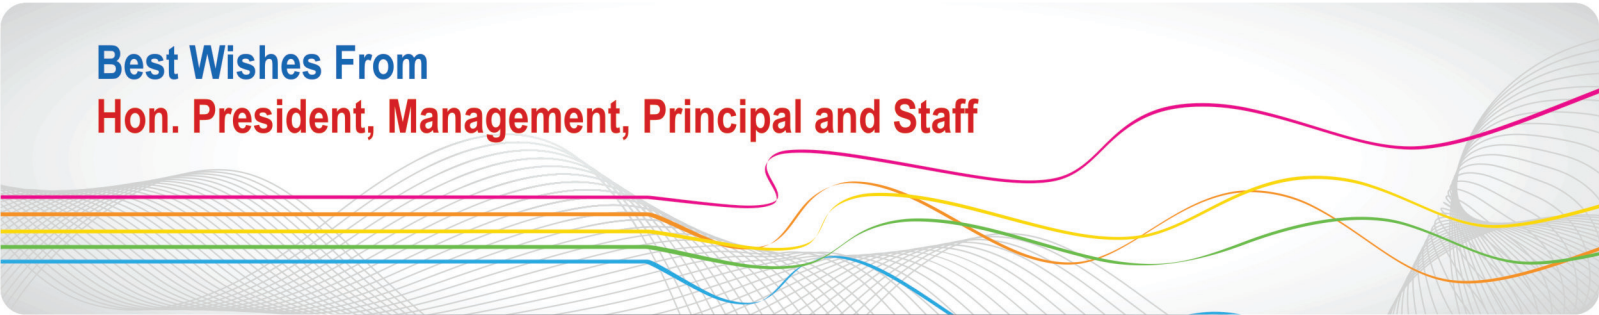 Best Wishes From
Hon. President, Management, Principal and Staff